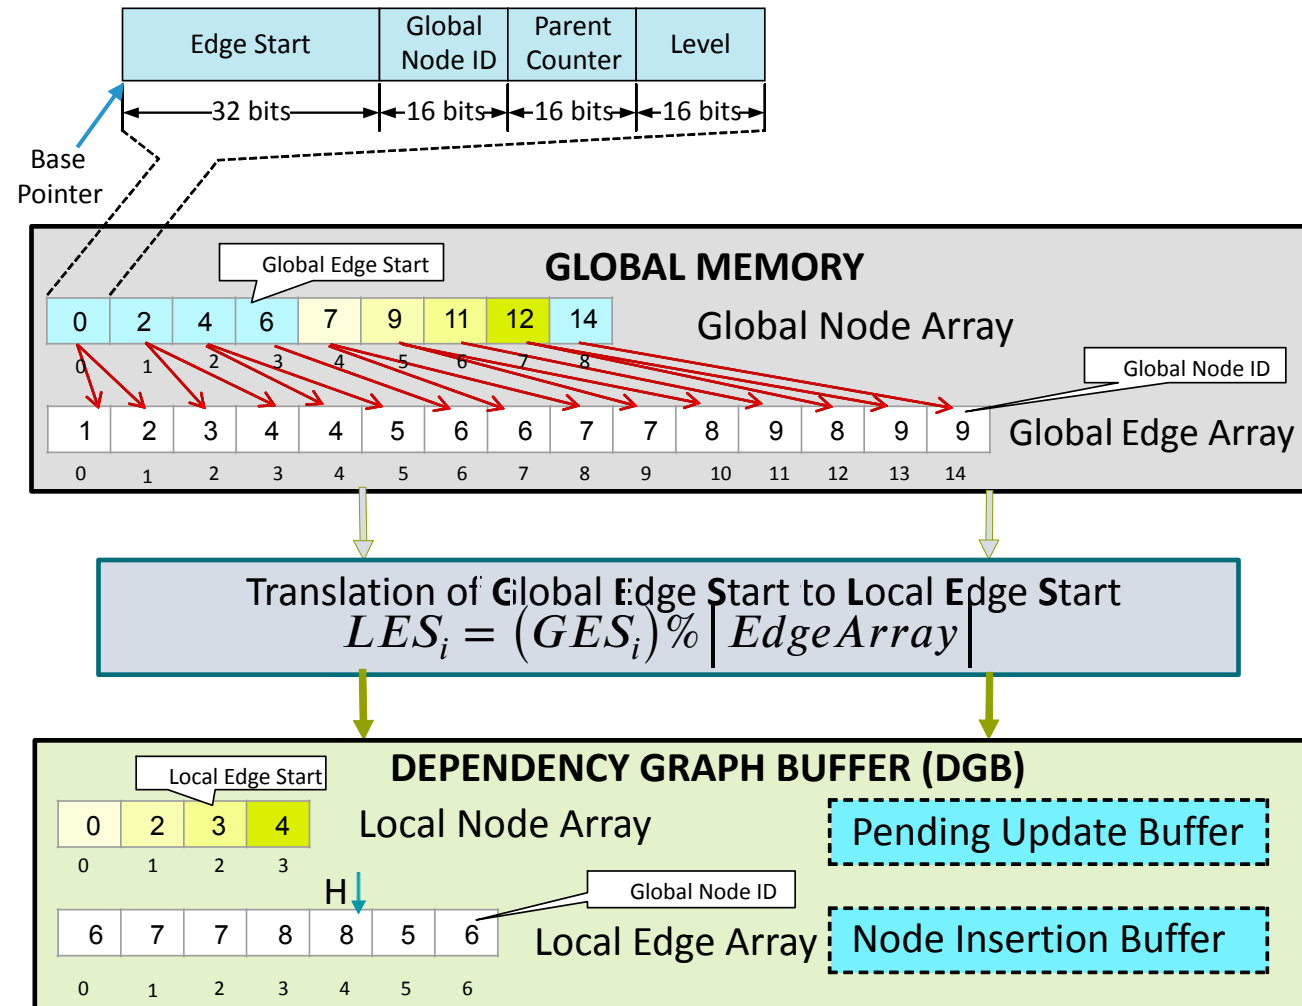 Edge Start
Global
Node ID
Parent
Counter
Level
32 bits
16 bits
16 bits
16 bits
Base
Pointer
GLOBAL MEMORY
Global Edge Start
0 2 4 6 7 9 11 12 14
Global Node Array
0 1 2 3 4 5 6 7 8
Global Node ID
1 2 3 4 4 5 6 6 7 7 8 9 8 9 9
Global Edge Array
0 1 2 3 4 5 6 7 8 9 10 11 12 13 14
Translation of Global Edge Start to Local Edge Start
LES_i = (GES_i)% | EdgeArray |
DEPENDENCY GRAPH BUFFER (DGB)
Local Edge Start
0 2 3 4
Local Node Array
0 1 2 3
Pending Update Buffer
H
Global Node ID
6 7 7 8 8 5 6
Local Edge Array
0 1 2 3 4 5 6
Node Insertion Buffer